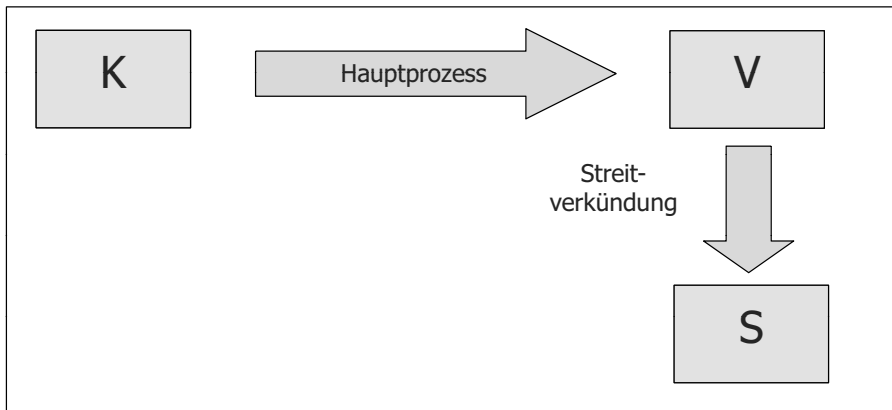 K
Hauptprozess
V
Streit-
verkündung
S